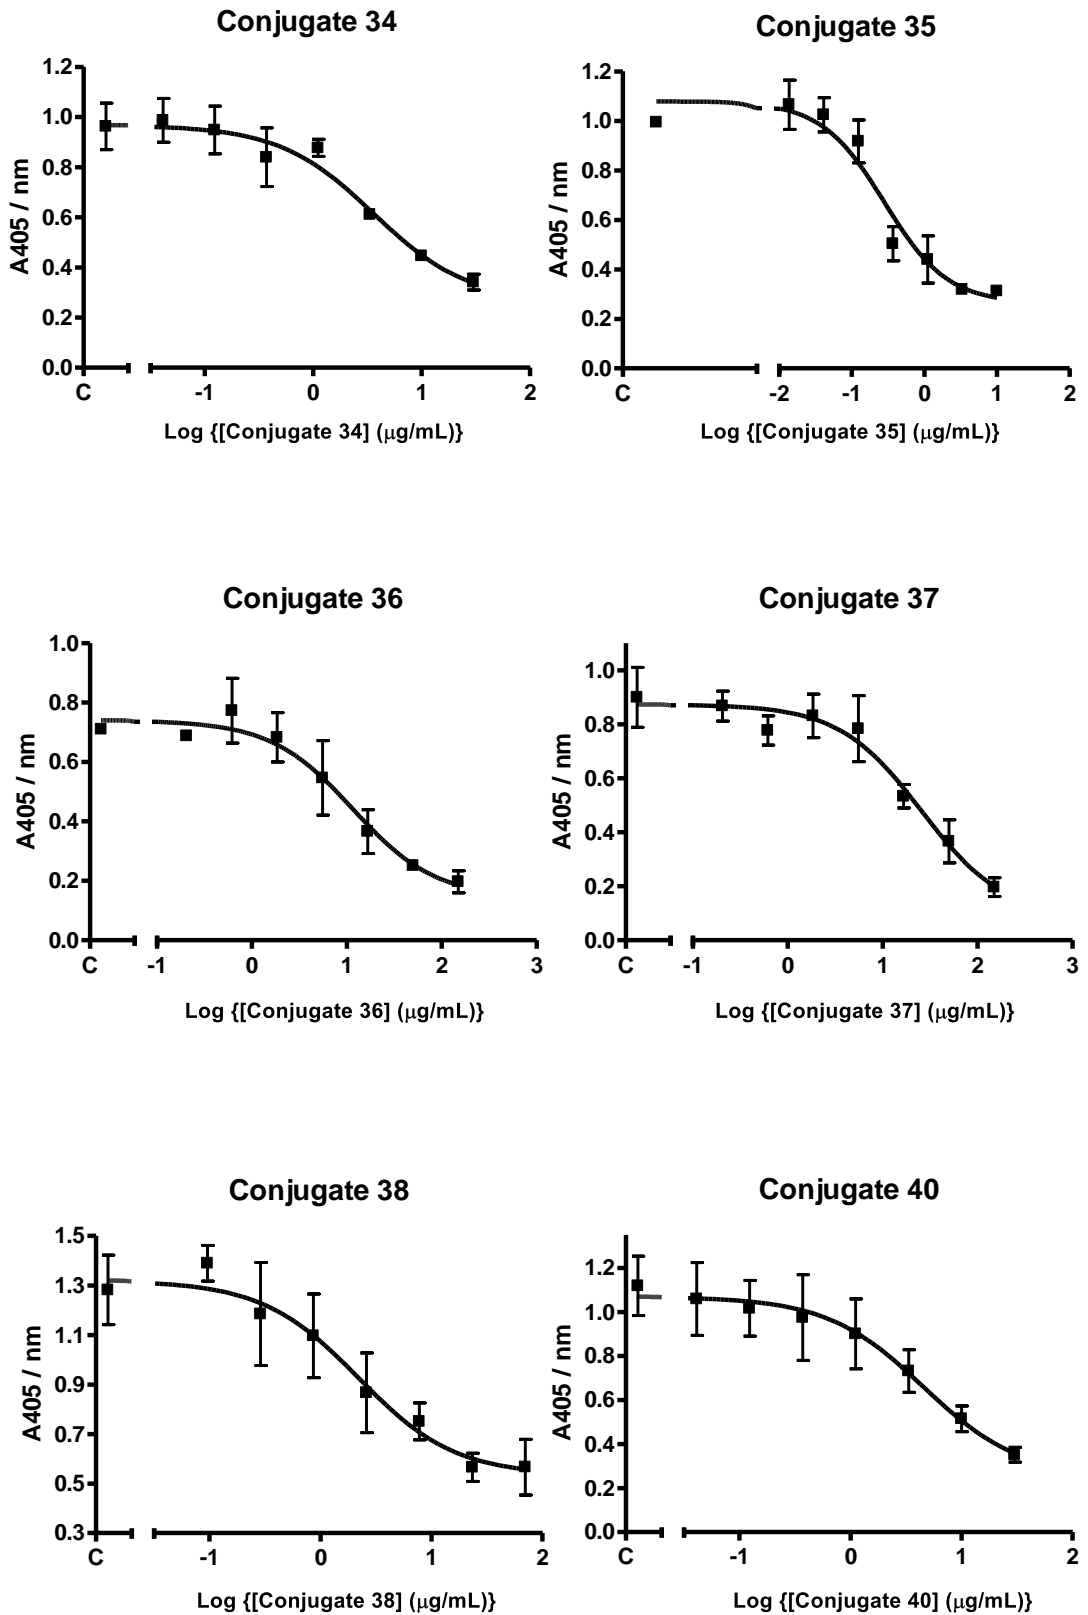 Conjugate 34
1.2
1.0
0.8
0.6
0.4
0.2
0.0
A405 / nm
C -1 0 1 2
Log {[Conjugate 34] (μg/mL)}
Conjugate 35
1.2
1.0
0.8
0.6
0.4
0.2
0.0
A405 / nm
C -2 -1 0 1 2
Log {[Conjugate 35] (μg/mL)}
Conjugate 36
1.0
0.8
0.6
0.4
0.2
0.0
A405 / nm
C -1 0 1 2 3
Log {[Conjugate 36] (μg/mL)}
Conjugate 37
1.0
0.8
0.6
0.4
0.2
0.0
A405 / nm
C -1 0 1 2 3
Log {[Conjugate 37] (μg/mL)}
Conjugate 38
1.5
1.3
1.1
0.9
0.7
0.5
0.3
A405 / nm
C -1 0 1 2
Log {[Conjugate 38] (μg/mL)}
Conjugate 40
1.2
1.0
0.8
0.6
0.4
0.2
0.0
A405 / nm
C -1 0 1 2
Log {[Conjugate 40] (μg/mL)}